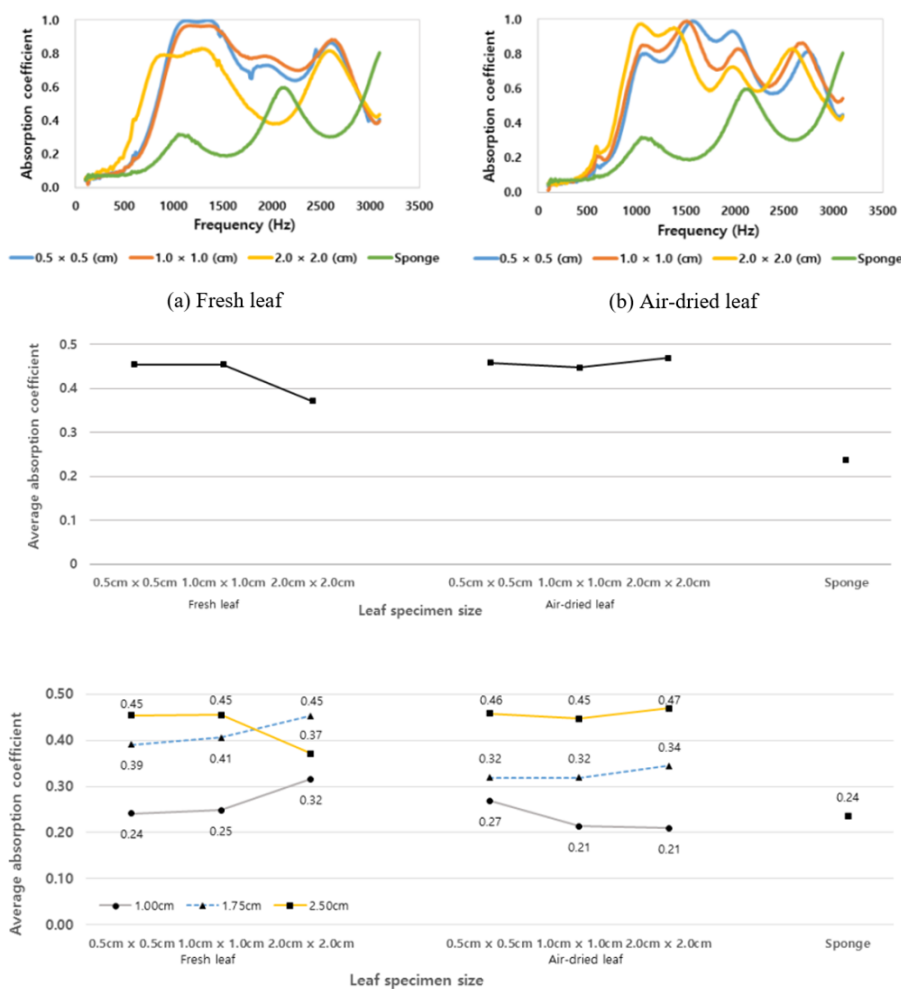 Absorption coefficient
1.0
0.8
0.6
0.4
0.2
0.0
0 500 1000 1500 2000 2500 3000 3500
Frequency (Hz)
0.5 × 0.5 (cm) 1.0 × 1.0 (cm) 2.0 × 2.0 (cm) Sponge
(a) Fresh leaf
Absorption coefficient
1.0
0.8
0.6
0.4
0.2
0.0
0 500 1000 1500 2000 2500 3000 3500
Frequency (Hz)
0.5 × 0.5 (cm) 1.0 × 1.0 (cm) 2.0 × 2.0 (cm) Sponge
(b) Air-dried leaf
Average absorption coefficient
0.5
0.4
0.3
0.2
0.1
0
0.5cm x 0.5cm 1.0cm x 1.0cm 2.0cm x 2.0cm 0.5cm x 0.5cm 1.0cm x 1.0cm 2.0cm x 2.0cm Sponge
Fresh leaf Air-dried leaf
Leaf specimen size
Average absorption coefficient
0.50
0.40
0.30
0.20
0.10
0.00
0.45 0.45 0.45 0.46 0.45 0.47
0.39 0.41 0.37 0.32 0.32 0.34
0.24 0.25 0.32 0.27 0.21 0.21
0.24
1.00cm 1.75cm 2.50cm
0.5cm x 0.5cm 1.0cm x 1.0cm 2.0cm x 2.0cm 0.5cm x 0.5cm 1.0cm x 1.0cm 2.0cm x 2.0cm Sponge
Fresh leaf Air-dried leaf
Leaf specimen size